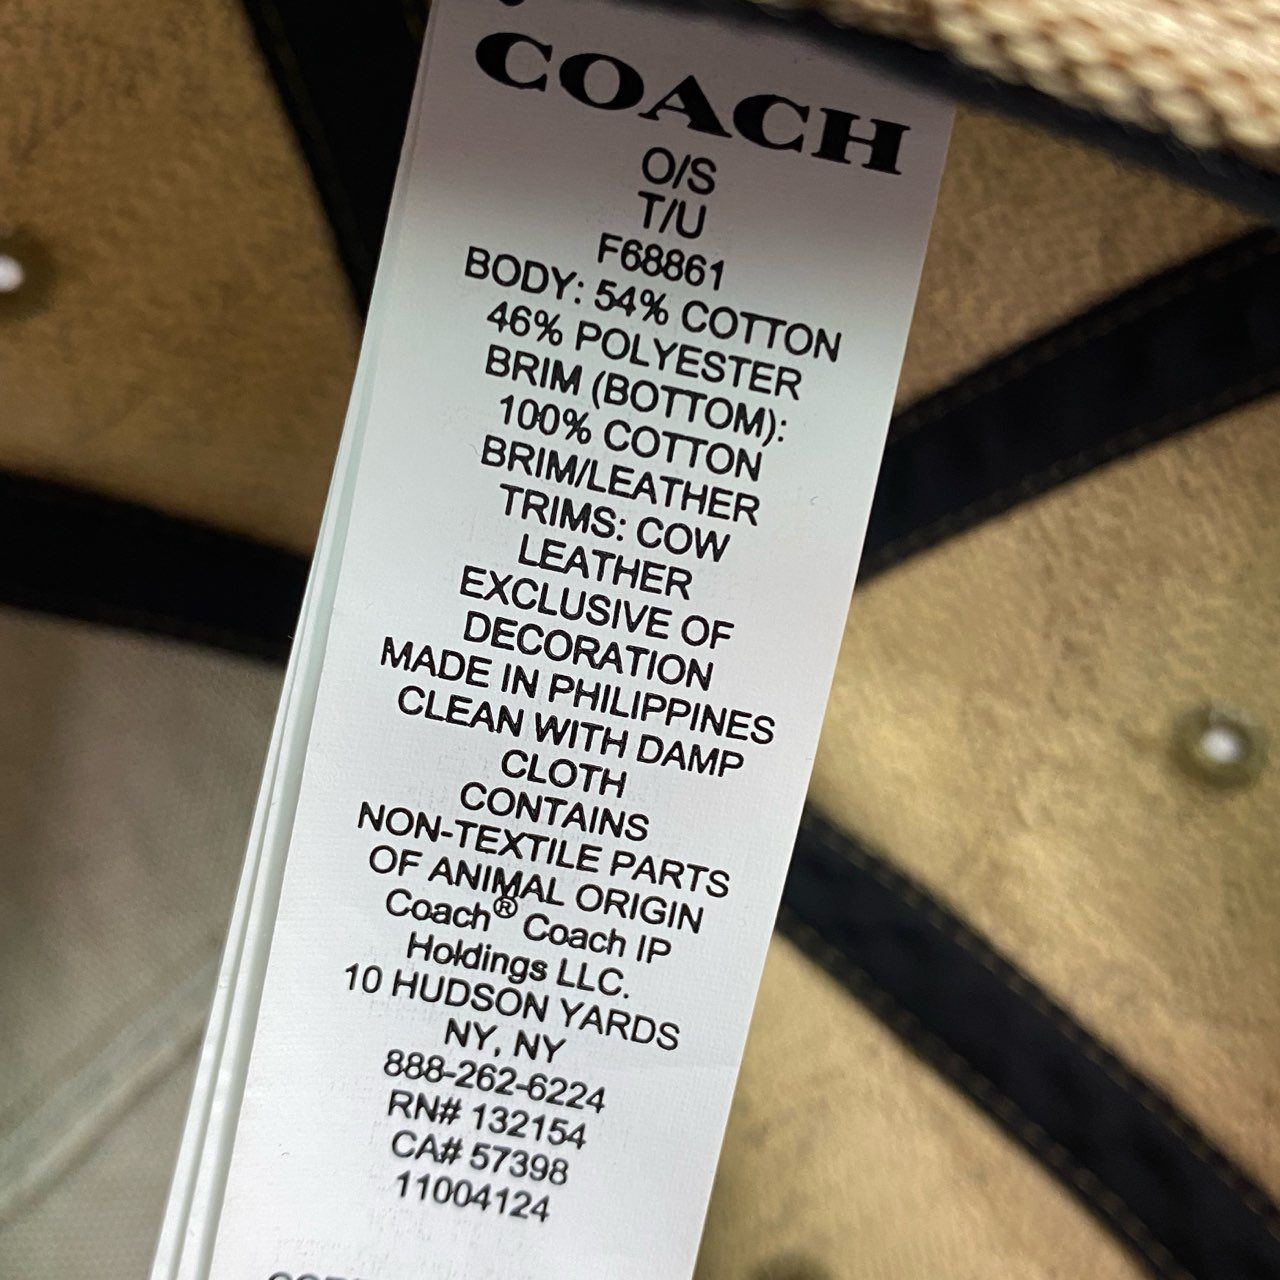 COACH
O/S
T/U
F68861
BODY: 54% COTTON
46% POLYESTER
BRIM (BOTTOM):
100% COTTON
BRIM/LEATHER
TRIMS: COW
LEATHER
EXCLUSIVE OF
DECORATION
MADE IN PHILIPPINES
CLEAN WITH DAMP
CLOTH
CONTAINS
NON-TEXTILE PARTS
OF ANIMAL ORIGIN
Coach® Coach IP
Holdings LLC.
10 HUDSON YARDS
NY, NY
888-262-6224
RN# 132154
CA# 57398
11004124